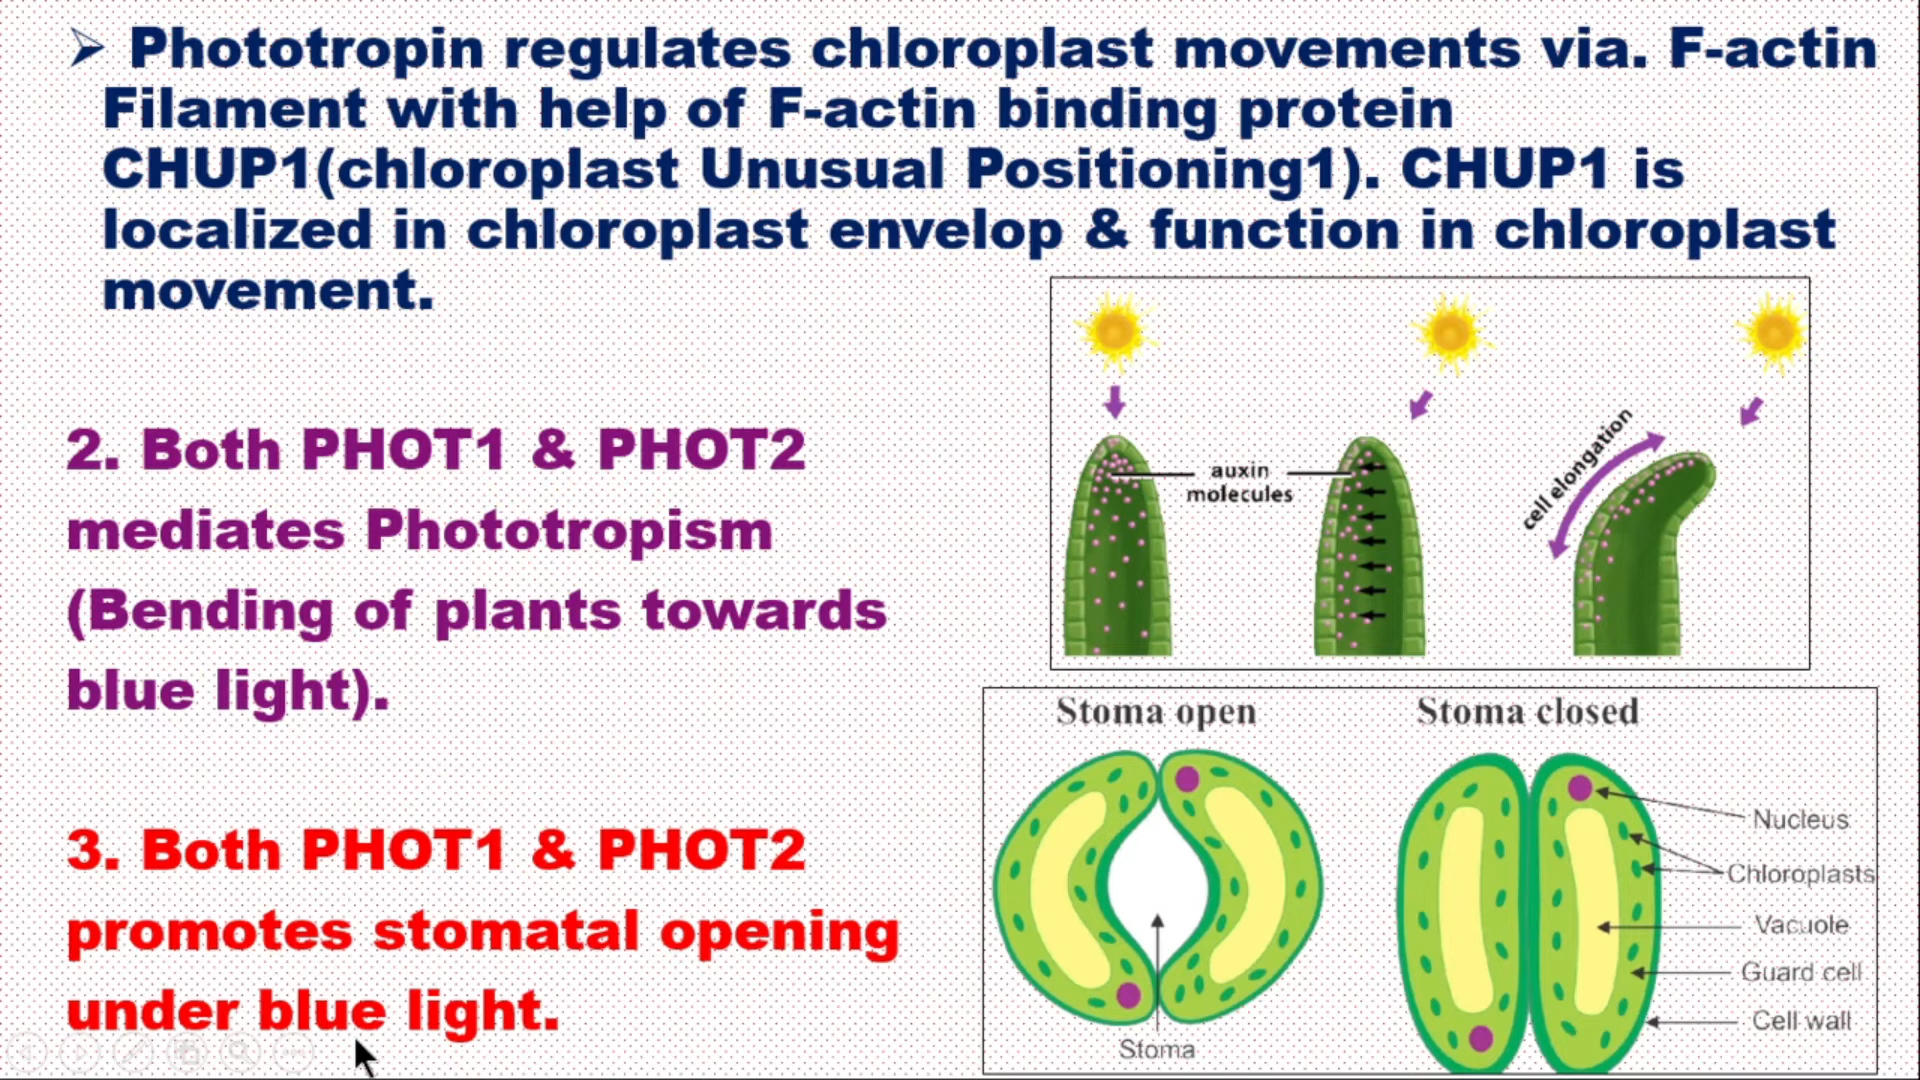 ➢ Phototropin regulates chloroplast movements via. F-actin
Filament with help of F-actin binding protein
CHUP1(chloroplast Unusual Positioning1). CHUP1 is
localized in chloroplast envelop & function in chloroplast
movement.
2. Both PHOT1 & PHOT2
mediates Phototropism
(Bending of plants towards
blue light).
3. Both PHOT1 & PHOT2
promotes stomatal opening
under blue light.
auxin
molecules
cell elongation
Stoma open
Stoma closed
Nucleus
Chloroplasts
Vacuole
Guard cell
Cell wall
Stoma